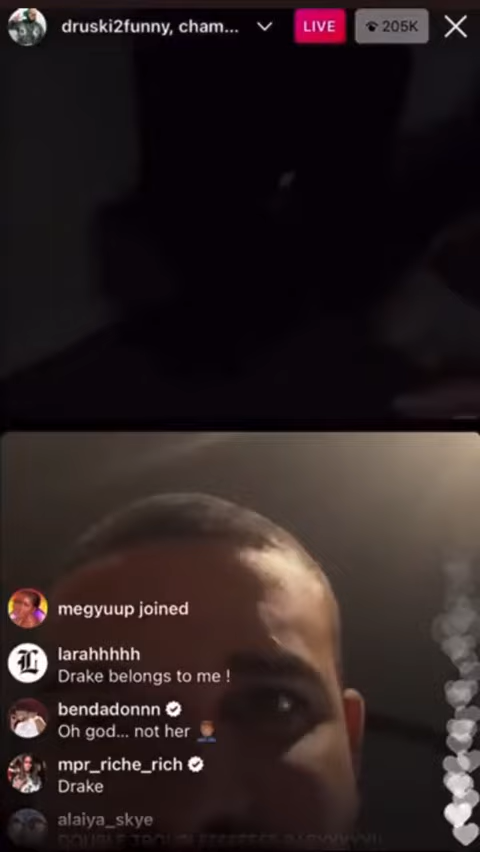 druski2funny, cham...
LIVE
205K
megyuup joined
larahhhhh
Drake belongs to me !
bendadonnn
Oh god... not her 🤦🏽‍♂️
mpr_riche_rich
Drake
alaiya_skye